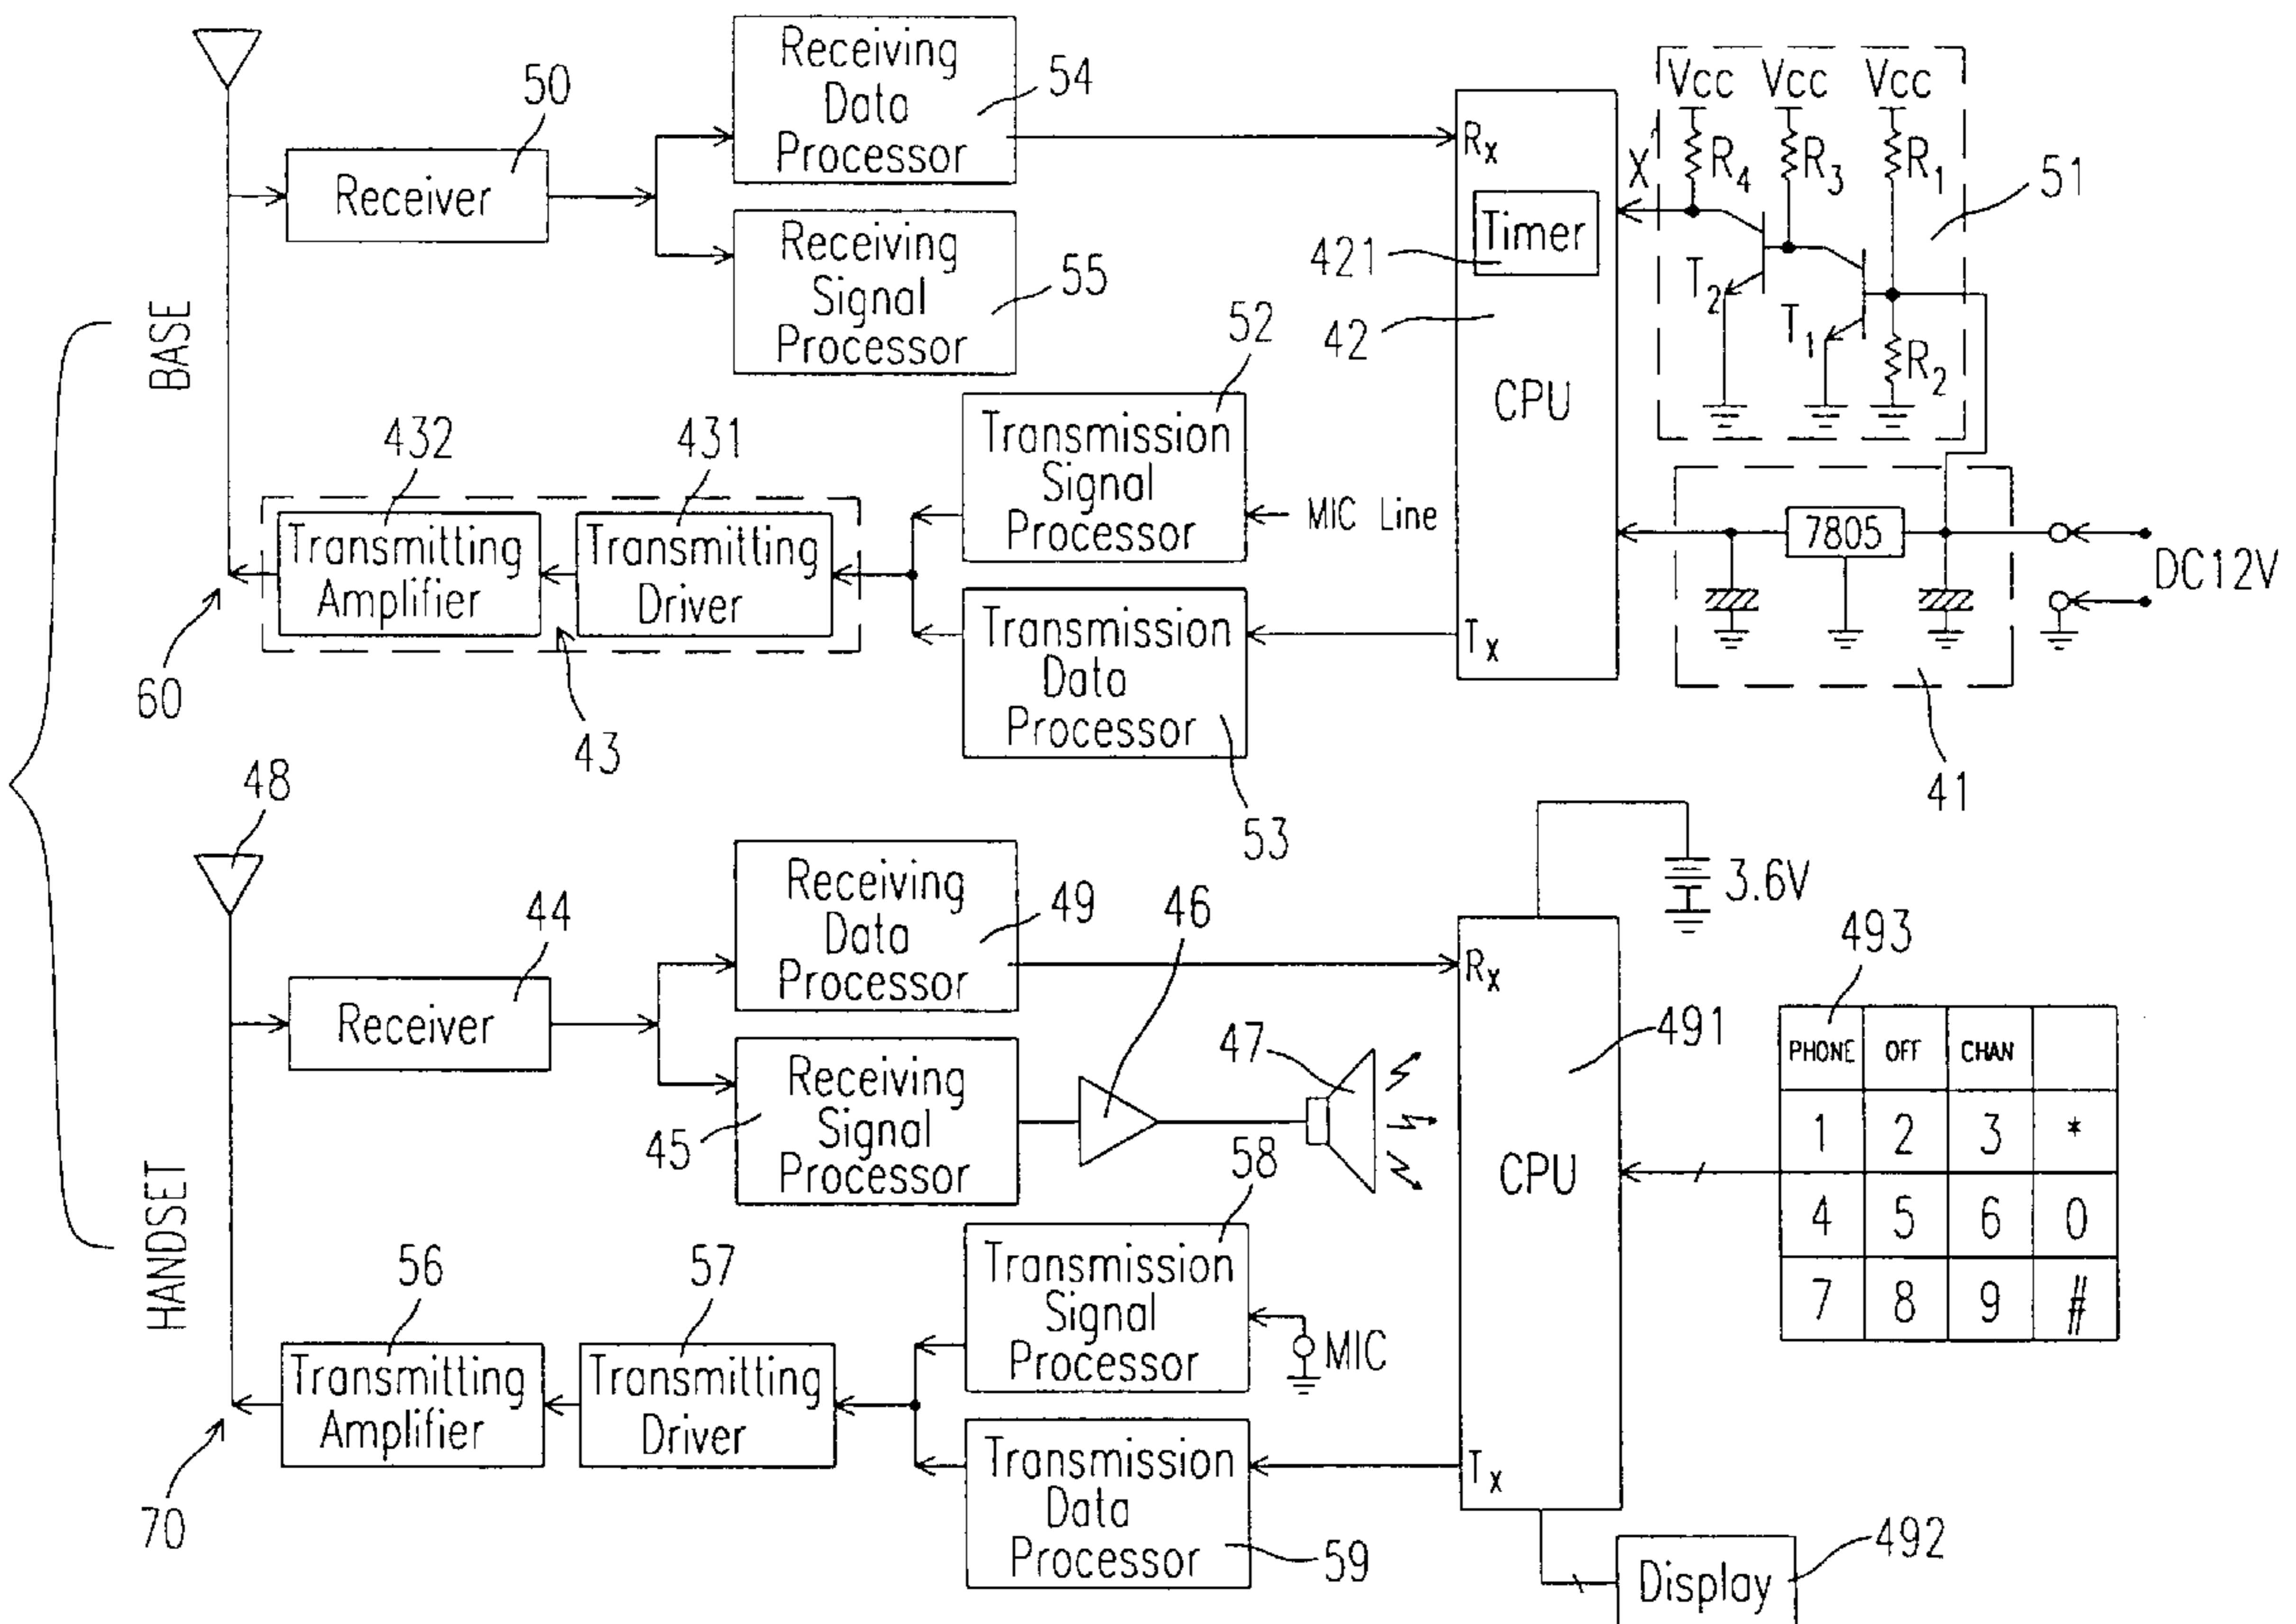 BASE
50
Receiver
Receiving
Data
Processor
54
Receiving
Signal
Processor
55
Rx
Timer
421
42
CPU
Tx
X
Vcc Vcc Vcc
R4 R3 R1
T2 T1 R2
51
52
Transmission
Signal
Processor
MIC Line
432
431
Transmitting
Amplifier
Transmitting
Driver
60
43
Transmission
Data
Processor
53
7805
DC12V
41
HANDSET
48
44
Receiver
Receiving
Data
Processor
49
Receiving
Signal
Processor
45
46
47
Rx
491
CPU
Tx
3.6V
493
PHONE OFF CHAN
1 2 3 *
4 5 6 0
7 8 9 #
58
Transmission
Signal
Processor
MIC
56
57
Transmitting
Amplifier
Transmitting
Driver
70
Transmission
Data
Processor
59
Display
492